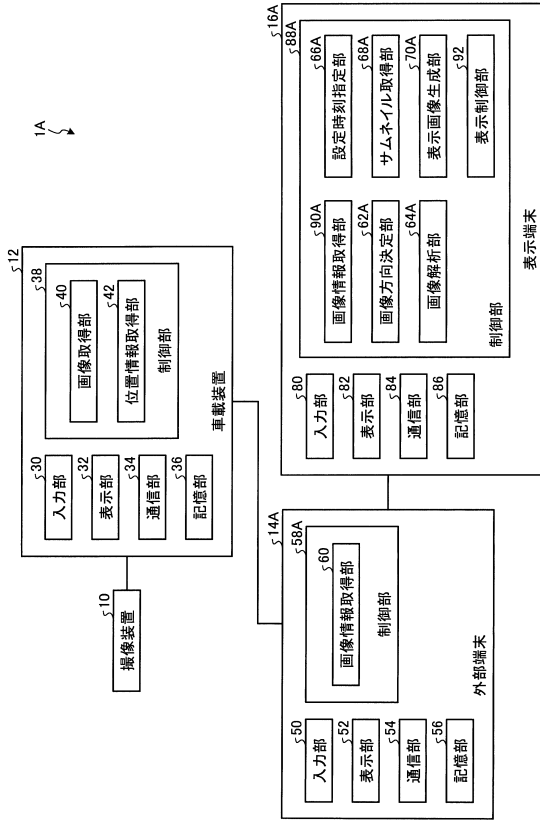 1A
10
撮像装置
12
30
入力部
32
表示部
34
通信部
36
記憶部
38
40
画像取得部
42
位置情報取得部
制御部
車載装置
14A
50
入力部
52
表示部
54
通信部
56
記憶部
58A
60
画像情報取得部
制御部
外部端末
16A
80
入力部
82
表示部
84
通信部
86
記憶部
88A
90A
画像情報取得部
62A
画像方向決定部
64A
画像解析部
66A
設定時刻指定部
68A
サムネイル取得部
70A
表示画像生成部
92
表示制御部
制御部
表示端末